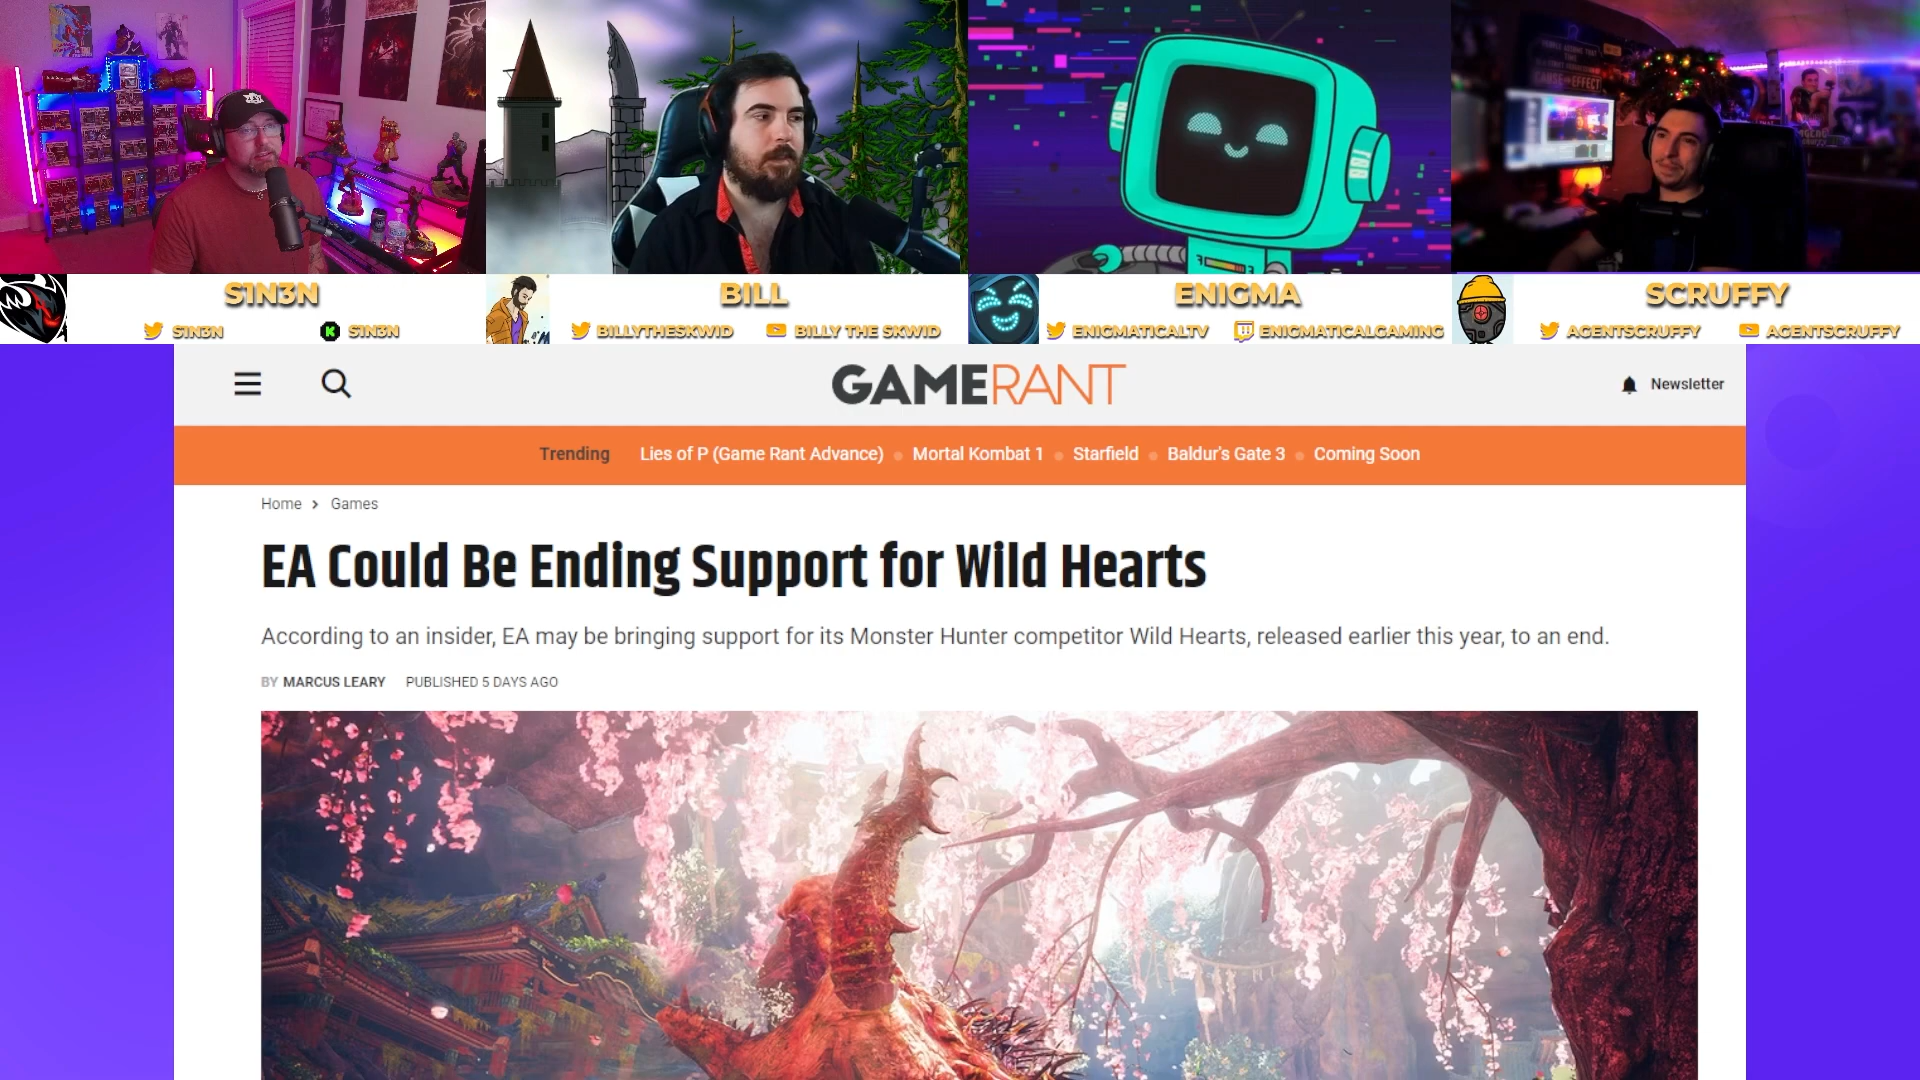 S1N3N
S1N3N
S1N3N
BILL
BILLYTHESKWID
BILLY THE SKWID
ENIGMA
ENIGMATICALTV
ENIGMATICALGAMING
SCRUFFY
AGENTSCRUFFY
AGENTSCRUFFY
GAMERANT
Newsletter
Trending
Lies of P (Game Rant Advance)
Mortal Kombat 1
Starfield
Baldur's Gate 3
Coming Soon
Home > Games
EA Could Be Ending Support for Wild Hearts
According to an insider, EA may be bringing support for its Monster Hunter competitor Wild Hearts, released earlier this year, to an end.
BY MARCUS LEARY PUBLISHED 5 DAYS AGO